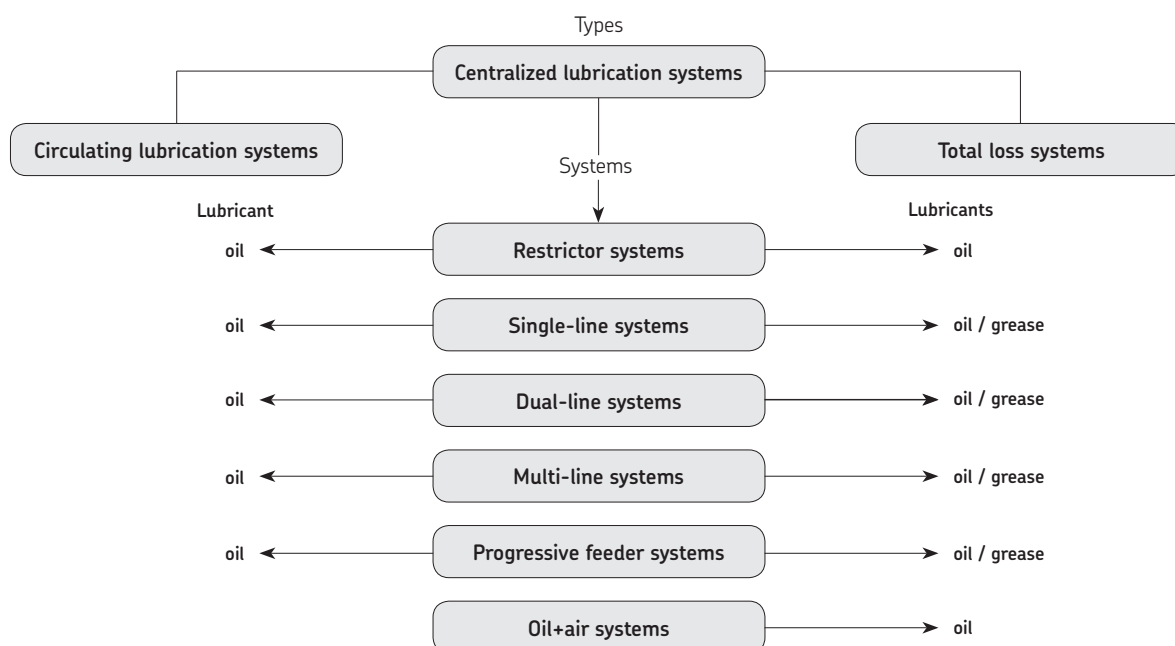 Types
Centralized lubrication systems
Circulating lubrication systems
Total loss systems
Systems
Lubricant
Lubricants
oil
Restrictor systems
oil
oil
Single-line systems
oil / grease
oil
Dual-line systems
oil / grease
oil
Multi-line systems
oil / grease
oil
Progressive feeder systems
oil / grease
Oil+air systems
oil